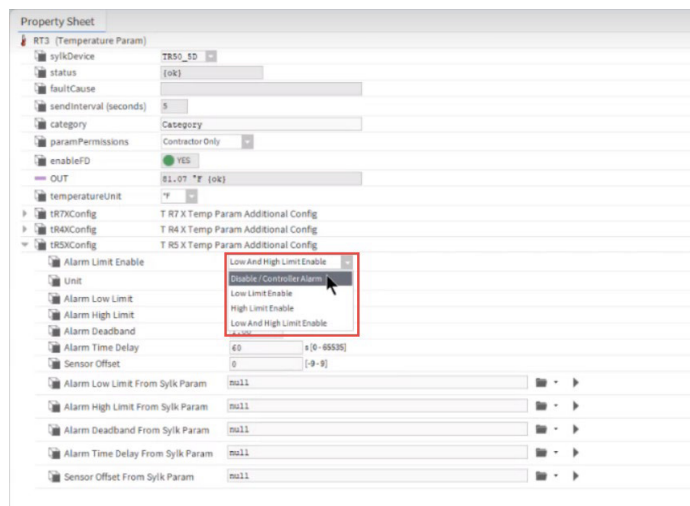 Property Sheet
RT3 (Temperature Param)
sylkDevice TR50_5D
status {ok}
faultCause
sendInterval (seconds) 5
category Category
paramPermissions Contractor Only
enableFD YES
OUT 81.07 °F {ok}
temperatureUnit °F
tR7XConfig T R7 X Temp Param Additional Config
tR4XConfig T R4 X Temp Param Additional Config
tR5XConfig T R5 X Temp Param Additional Config
Alarm Limit Enable Low And High Limit Enable
Disable / Controller Alarm
Unit
Low Limit Enable
Alarm Low Limit
High Limit Enable
Alarm High Limit
Low And High Limit Enable
Alarm Deadband
Alarm Time Delay 60 s [0 - 65535]
Sensor Offset 0 [-9 - 9]
Alarm Low Limit From Sylk Param null
Alarm High Limit From Sylk Param null
Alarm Deadband From Sylk Param null
Alarm Time Delay From Sylk Param null
Sensor Offset From Sylk Param null